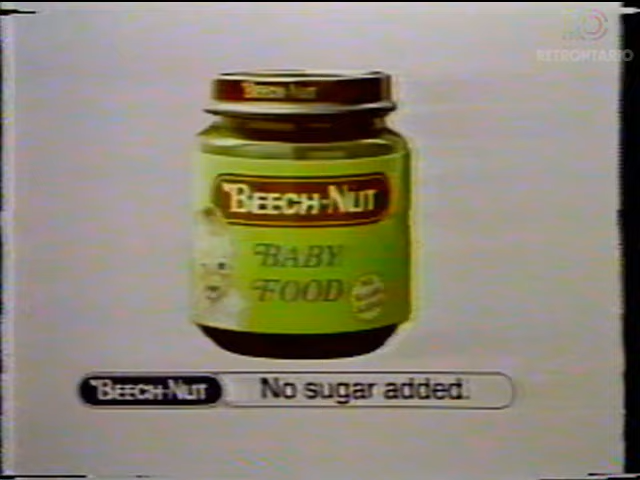 RETRONTARIO
Beech-Nut
BEECH-NUT
BABY
FOOD
BEECH-NUT No sugar added.